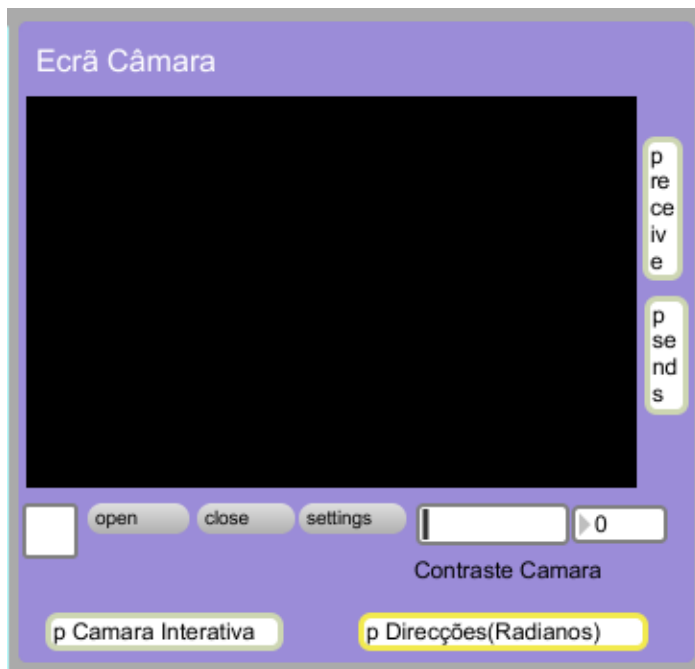 Ecrã Câmara
p
re
ce
iv
e
p
se
nd
s
open close settings 0
Contraste Camara
p Camara Interativa p Direcções(Radianos)